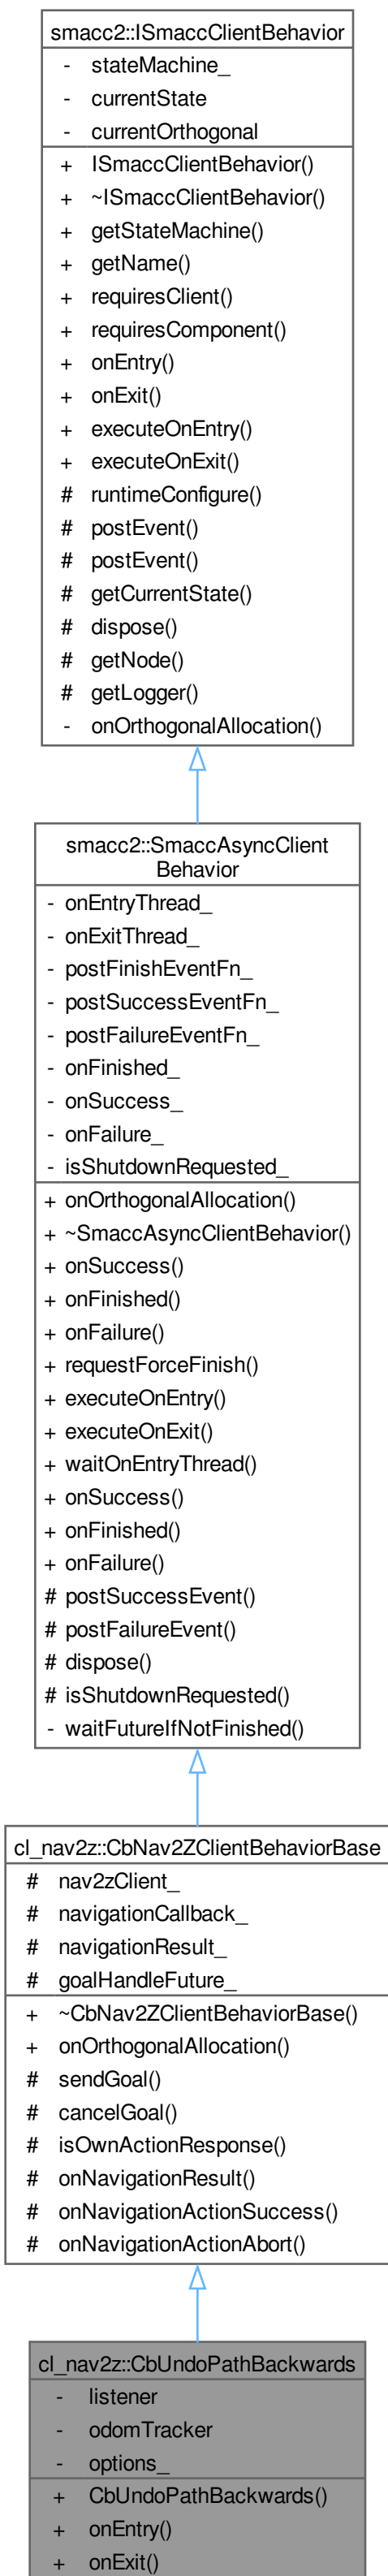 smacc2::ISmaccClientBehavior
- stateMachine_
- currentState
- currentOrthogonal
+ ISmaccClientBehavior()
+ ~ISmaccClientBehavior()
+ getStateMachine()
+ getName()
+ requiresClient()
+ requiresComponent()
+ onEntry()
+ onExit()
+ executeOnEntry()
+ executeOnExit()
# runtimeConfigure()
# postEvent()
# postEvent()
# getCurrentState()
# dispose()
# getNode()
# getLogger()
- onOrthogonalAllocation()
smacc2::SmaccAsyncClient
Behavior
- onEntryThread_
- onExitThread_
- postFinishEventFn_
- postSuccessEventFn_
- postFailureEventFn_
- onFinished_
- onSuccess_
- onFailure_
- isShutdownRequested_
+ onOrthogonalAllocation()
+ ~SmaccAsyncClientBehavior()
+ onSuccess()
+ onFinished()
+ onFailure()
+ requestForceFinish()
+ executeOnEntry()
+ executeOnExit()
+ waitOnEntryThread()
+ onSuccess()
+ onFinished()
+ onFailure()
# postSuccessEvent()
# postFailureEvent()
# dispose()
# isShutdownRequested()
- waitFutureIfNotFinished()
cl_nav2z::CbNav2ZClientBehaviorBase
# nav2zClient_
# navigationCallback_
# navigationResult_
# goalHandleFuture_
+ ~CbNav2ZClientBehaviorBase()
+ onOrthogonalAllocation()
# sendGoal()
# cancelGoal()
# isOwnActionResponse()
# onNavigationResult()
# onNavigationActionSuccess()
# onNavigationActionAbort()
cl_nav2z::CbUndoPathBackwards
- listener
- odomTracker
- options_
+ CbUndoPathBackwards()
+ onEntry()
+ onExit()